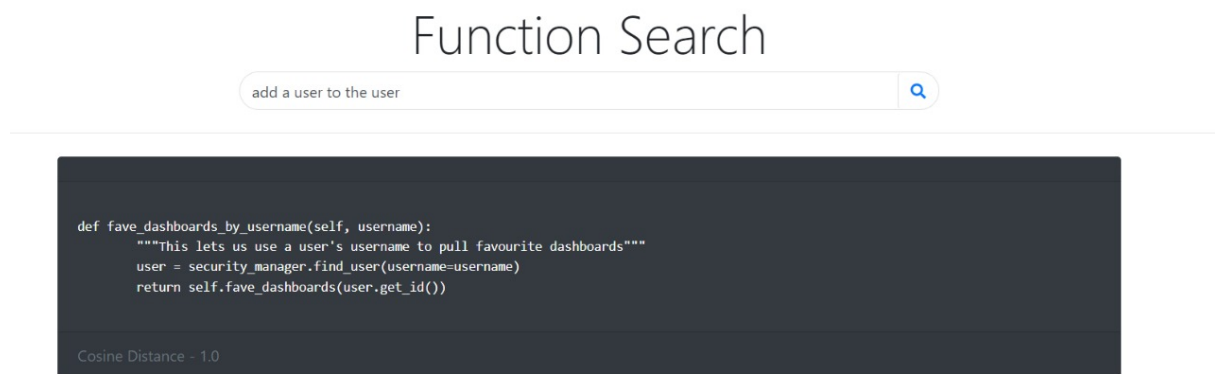 Function Search
add a user to the user
def fave_dashboards_by_username(self, username):
        """This lets us use a user's username to pull favourite dashboards"""
        user = security_manager.find_user(username=username)
        return self.fave_dashboards(user.get_id())
Cosine Distance - 1.0